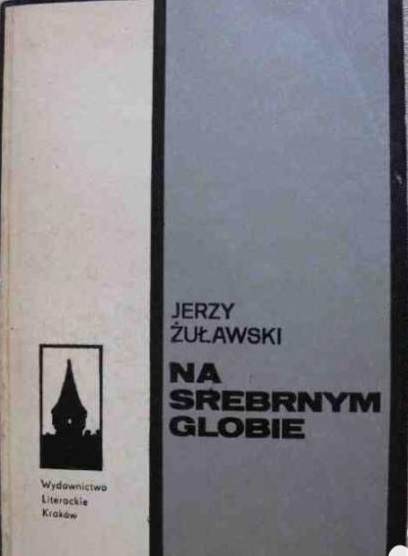 JERZY
ŻUŁAWSKI
NA
SREBRNYM
GLOBIE
Wydawnictwo
Literackie
Kraków